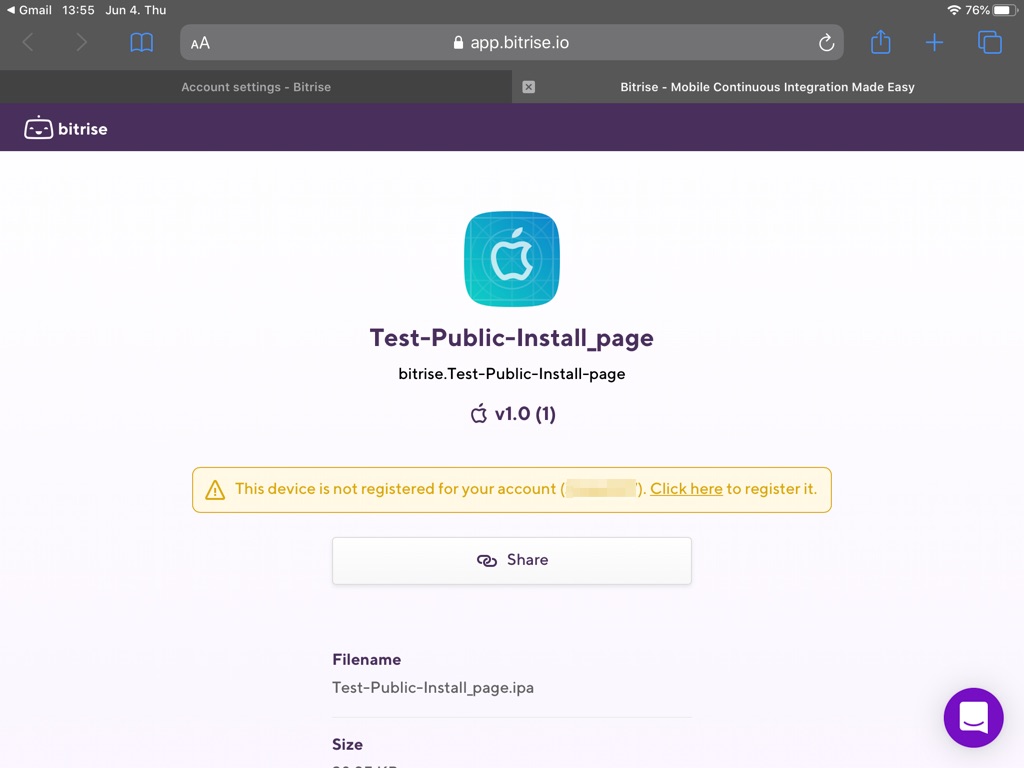 Gmail 13:55 Jun 4. Thu 76%
AA app.bitrise.io
Account settings - Bitrise Bitrise - Mobile Continuous Integration Made Easy
bitrise
Test-Public-Install_page
bitrise.Test-Public-Install-page
v1.0 (1)
This device is not registered for your account ( ). Click here to register it.
Share
Filename
Test-Public-Install_page.ipa
Size